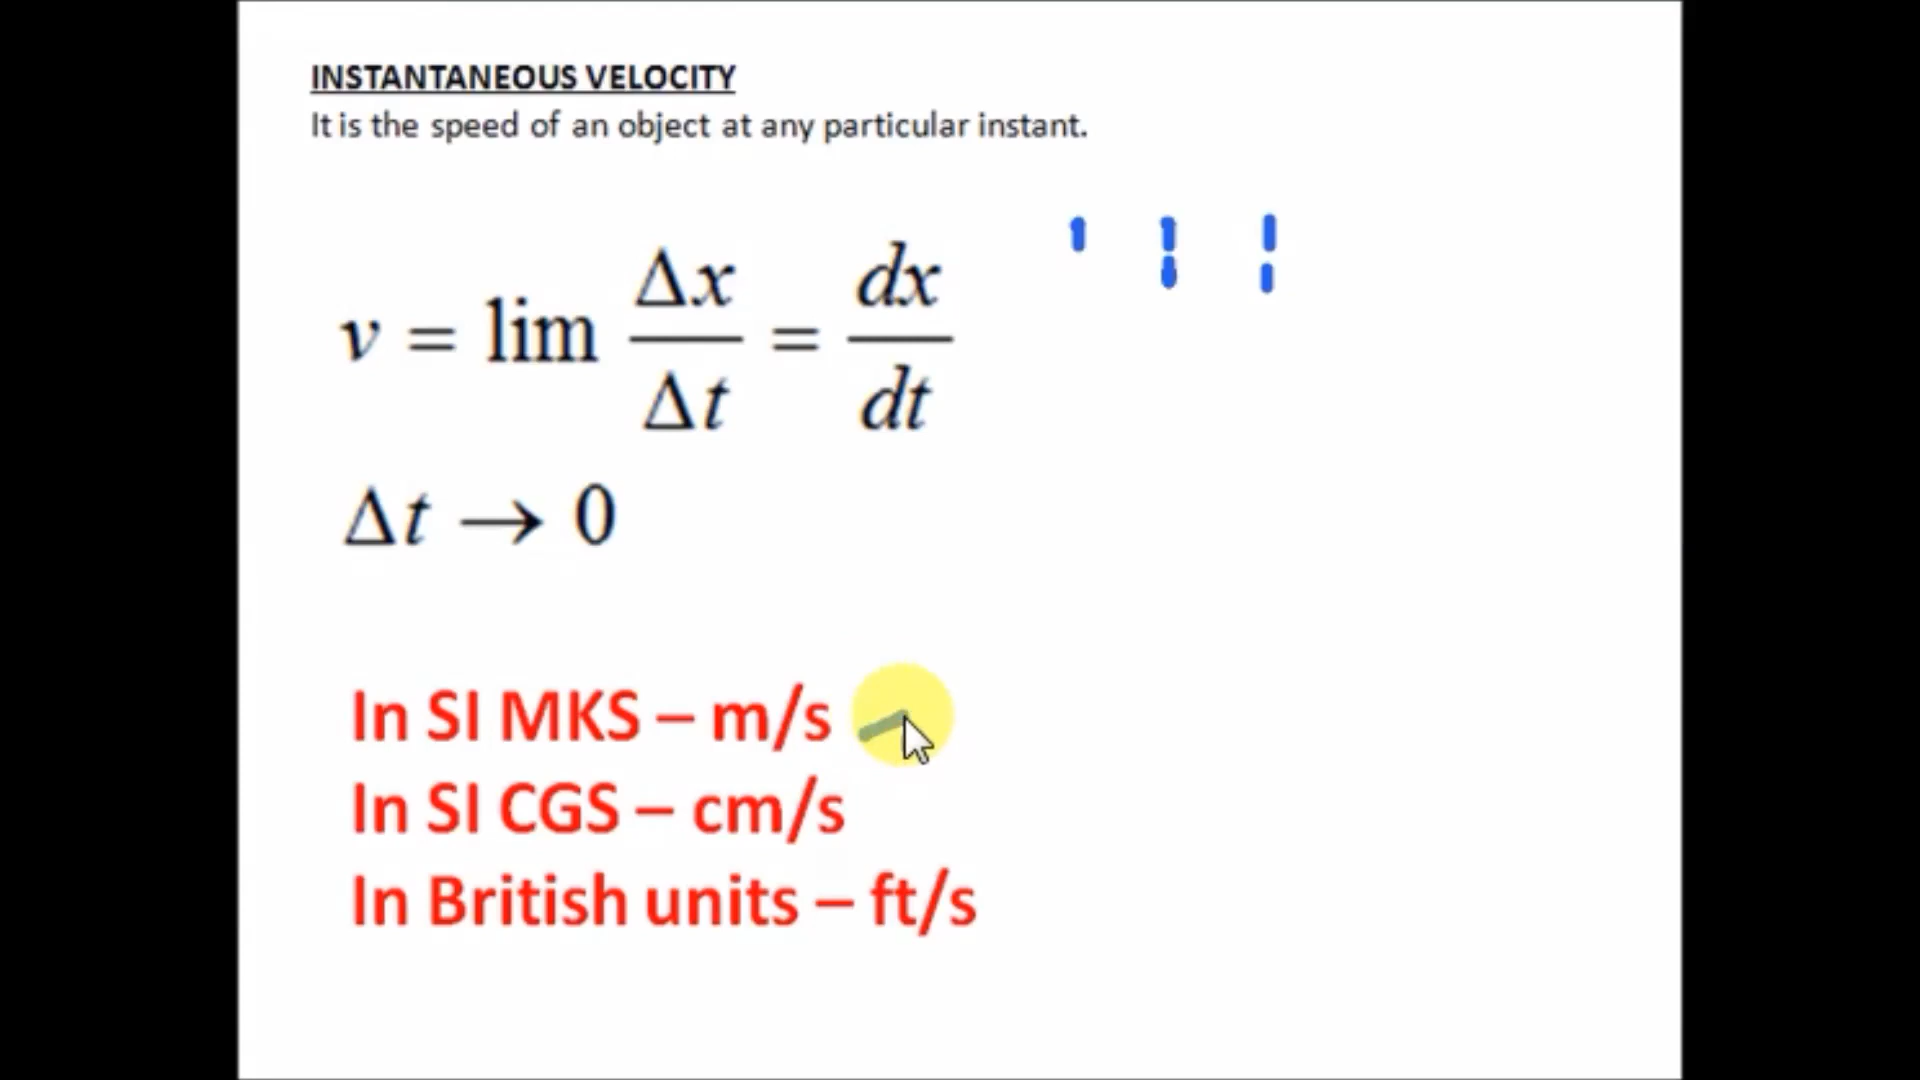 INSTANTANEOUS VELOCITY
It is the speed of an object at any particular instant.
v = lim Δx/Δt = dx/dt
Δt → 0
In SI MKS – m/s
In SI CGS – cm/s
In British units – ft/s